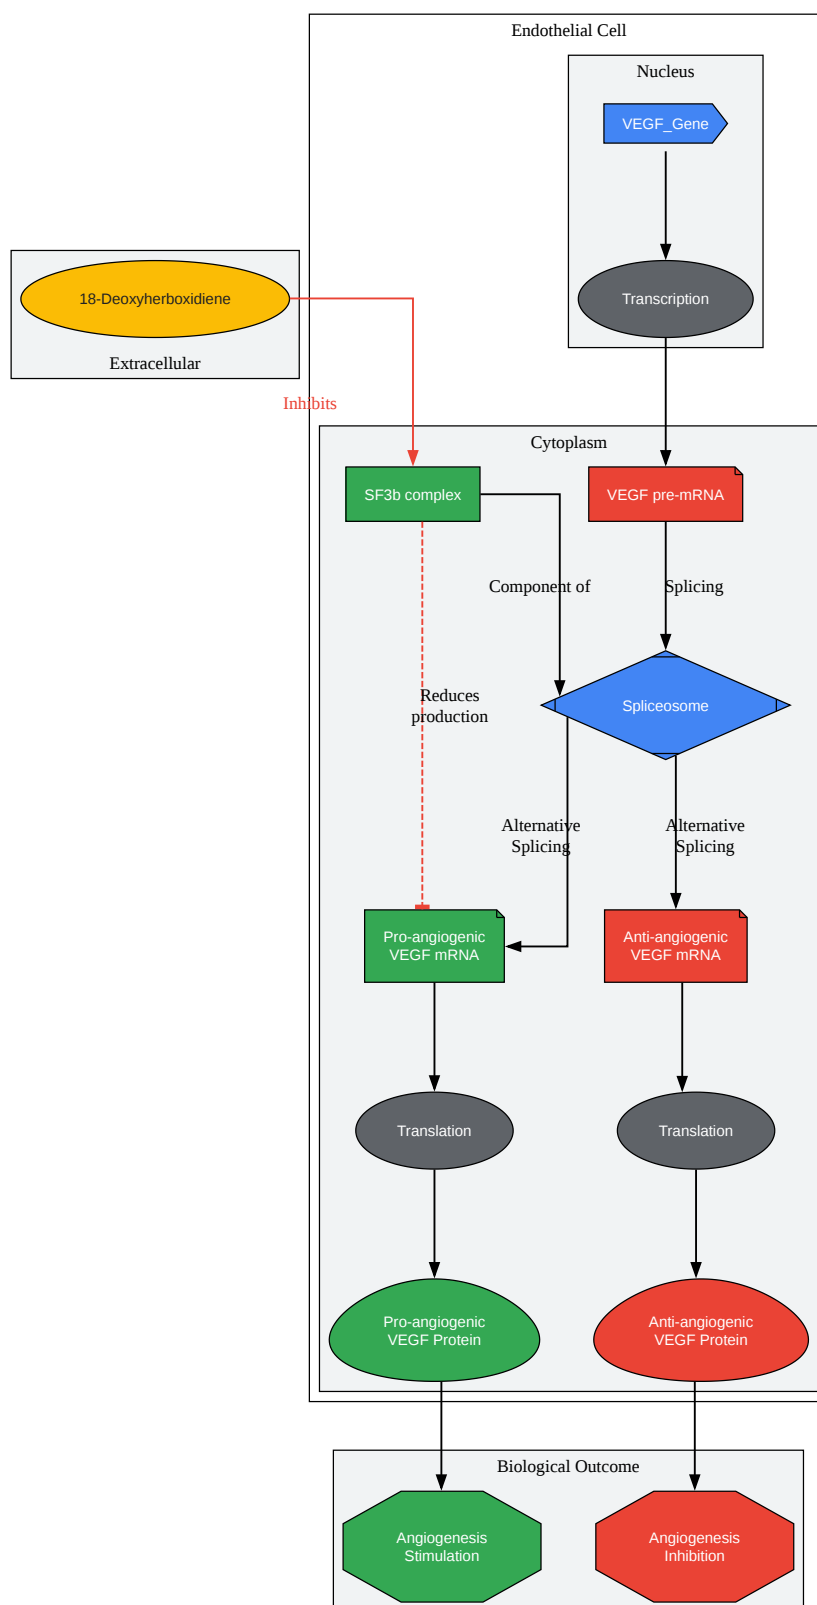 Endothelial Cell
Nucleus
VEGF_Gene
Transcription
18-Deoxyherboxidiene
Extracellular
Inhibits
Cytoplasm
SF3b complex
VEGF pre-mRNA
Component of
Splicing
Reduces
production
Spliceosome
Alternative
Splicing
Alternative
Splicing
Pro-angiogenic
VEGF mRNA
Anti-angiogenic
VEGF mRNA
Translation
Translation
Pro-angiogenic
VEGF Protein
Anti-angiogenic
VEGF Protein
Biological Outcome
Angiogenesis
Stimulation
Angiogenesis
Inhibition